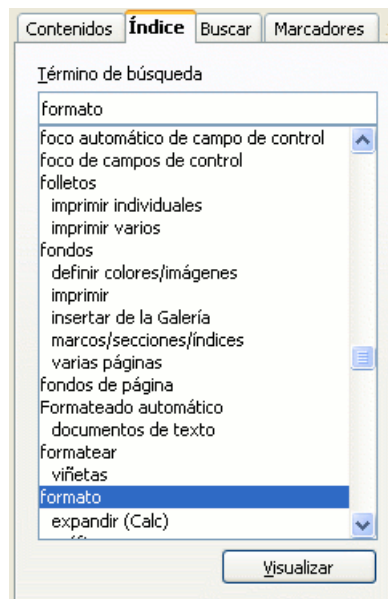 Contenidos Índice Buscar Marcadores
Término de búsqueda
formato
foco automático de campo de control
foco de campos de control
folletos
imprimir individuales
imprimir varios
fondos
definir colores/imágenes
imprimir
insertar de la Galería
marcos/secciones/índices
varias páginas
fondos de página
Formateado automático
documentos de texto
formatear
viñetas
formato
expandir (Calc)
Visualizar